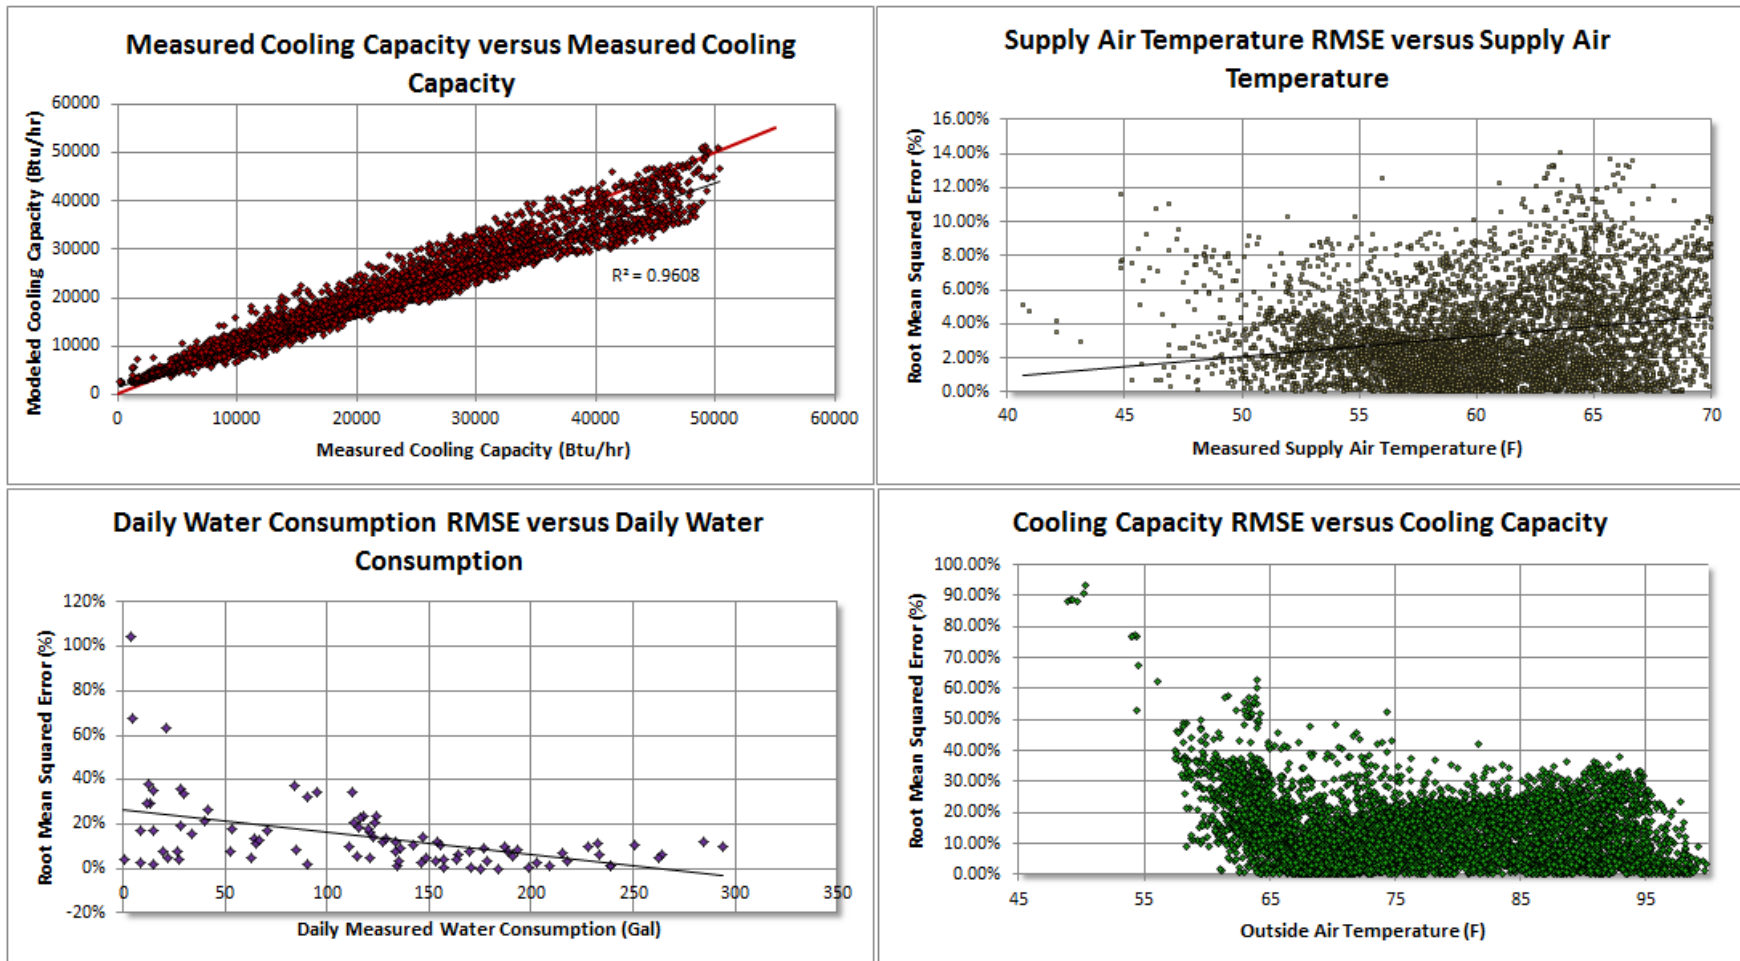 Measured Cooling Capacity versus Measured Cooling
Capacity
60000
50000
40000
30000
20000
10000
0
Modeled Cooling Capacity (Btu/hr)
R² = 0.9608
0 10000 20000 30000 40000 50000 60000
Measured Cooling Capacity (Btu/hr)
Supply Air Temperature RMSE versus Supply Air
Temperature
16.00%
14.00%
12.00%
10.00%
8.00%
6.00%
4.00%
2.00%
0.00%
Root Mean Squared Error (%)
40 45 50 55 60 65 70
Measured Supply Air Temperature (F)
Daily Water Consumption RMSE versus Daily Water
Consumption
120%
100%
80%
60%
40%
20%
0%
-20%
Root Mean Squared Error (%)
0 50 100 150 200 250 300 350
Daily Measured Water Consumption (Gal)
Cooling Capacity RMSE versus Cooling Capacity
100.00%
90.00%
80.00%
70.00%
60.00%
50.00%
40.00%
30.00%
20.00%
10.00%
0.00%
Root Mean Squared Error (%)
45 55 65 75 85 95
Outside Air Temperature (F)